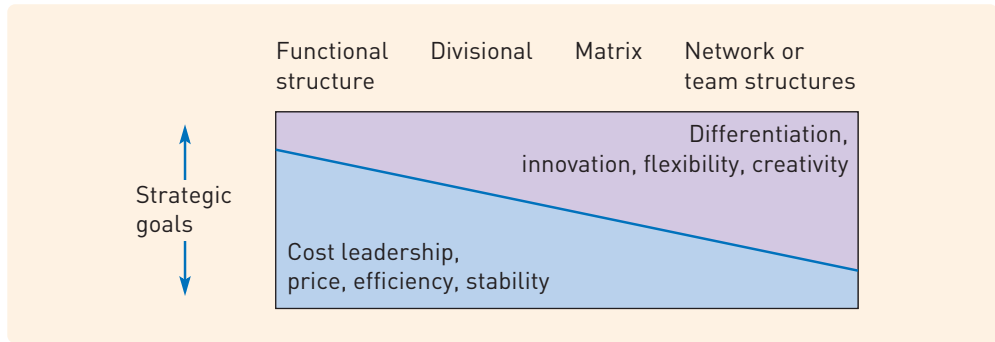 Functional Divisional Matrix Network or
structure team structures
Differentiation,
innovation, flexibility, creativity
Strategic
goals
Cost leadership,
price, efficiency, stability